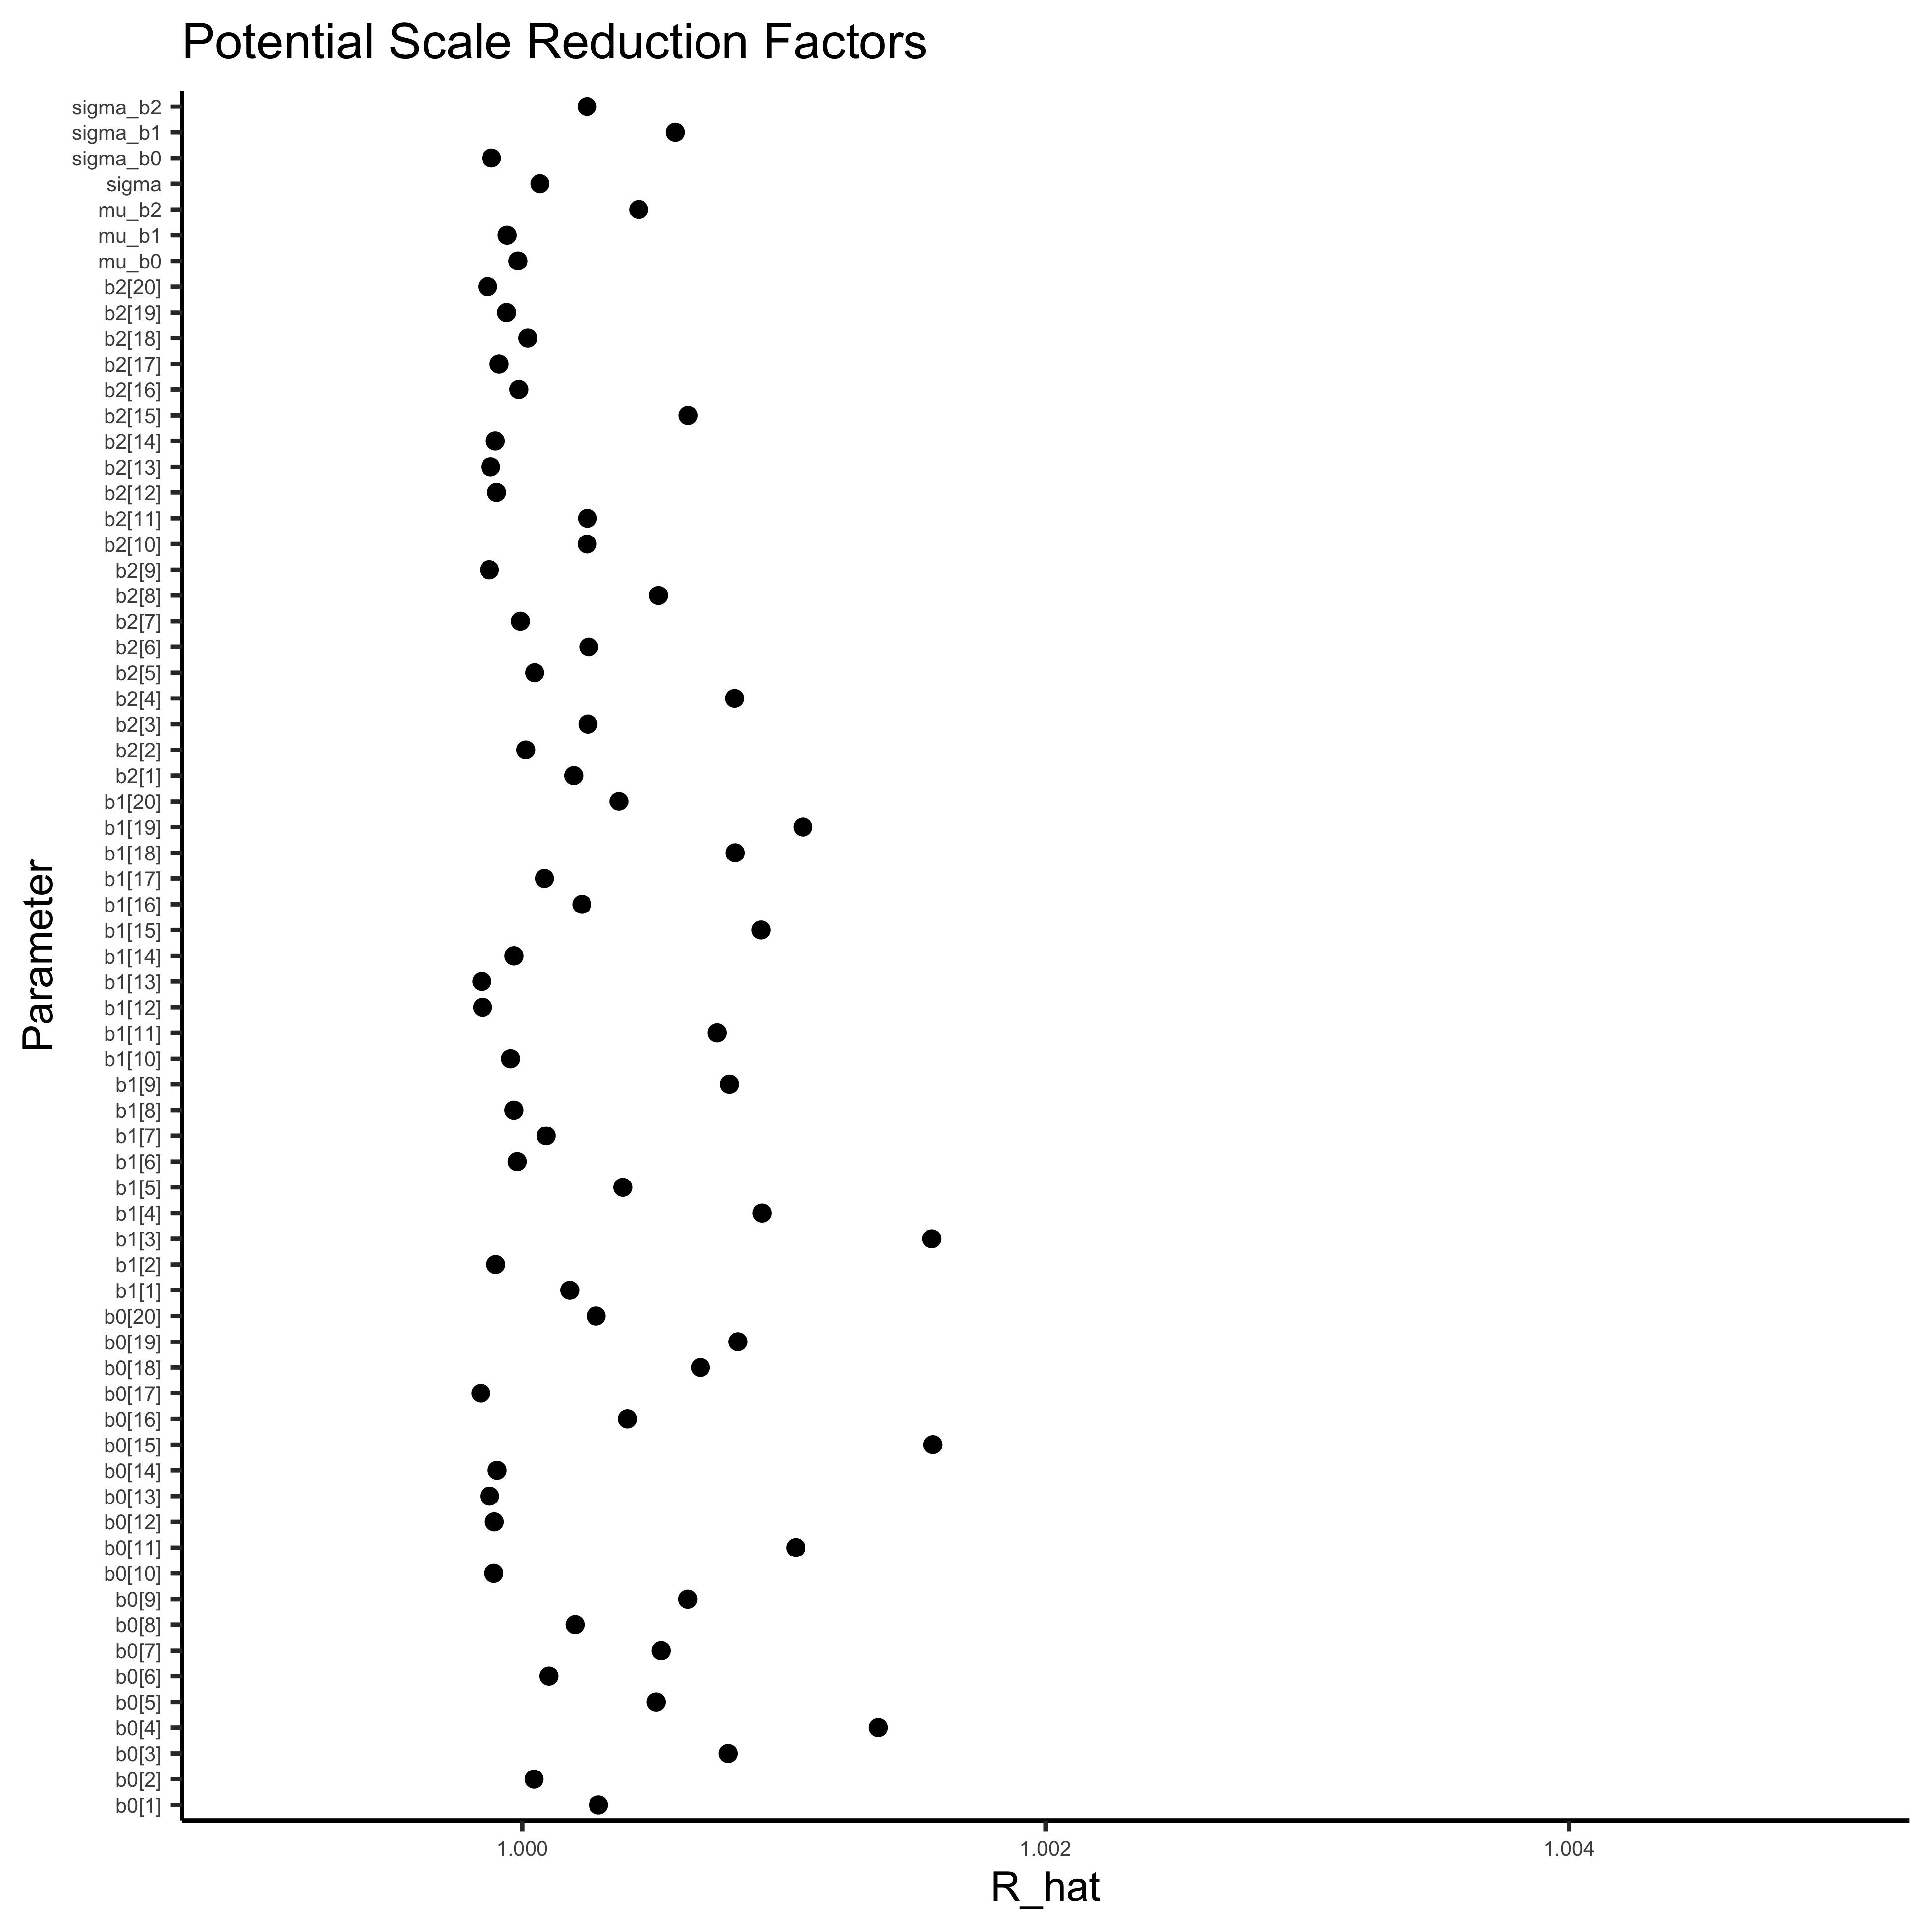 Potential Scale Reduction Factors
sigma_b2
sigma_b1
sigma_b0
sigma
mu_b2
mu_b1
mu_b0
b2[20]
b2[19]
b2[18]
b2[17]
b2[16]
b2[15]
b2[14]
b2[13]
b2[12]
b2[11]
b2[10]
b2[9]
b2[8]
b2[7]
b2[6]
b2[5]
b2[4]
b2[3]
b2[2]
b2[1]
b1[20]
b1[19]
b1[18]
b1[17]
b1[16]
b1[15]
b1[14]
b1[13]
b1[12]
b1[11]
b1[10]
b1[9]
b1[8]
b1[7]
b1[6]
b1[5]
b1[4]
b1[3]
b1[2]
b1[1]
b0[20]
b0[19]
b0[18]
b0[17]
b0[16]
b0[15]
b0[14]
b0[13]
b0[12]
b0[11]
b0[10]
b0[9]
b0[8]
b0[7]
b0[6]
b0[5]
b0[4]
b0[3]
b0[2]
b0[1]
Parameter
1.000 1.002 1.004
R_hat